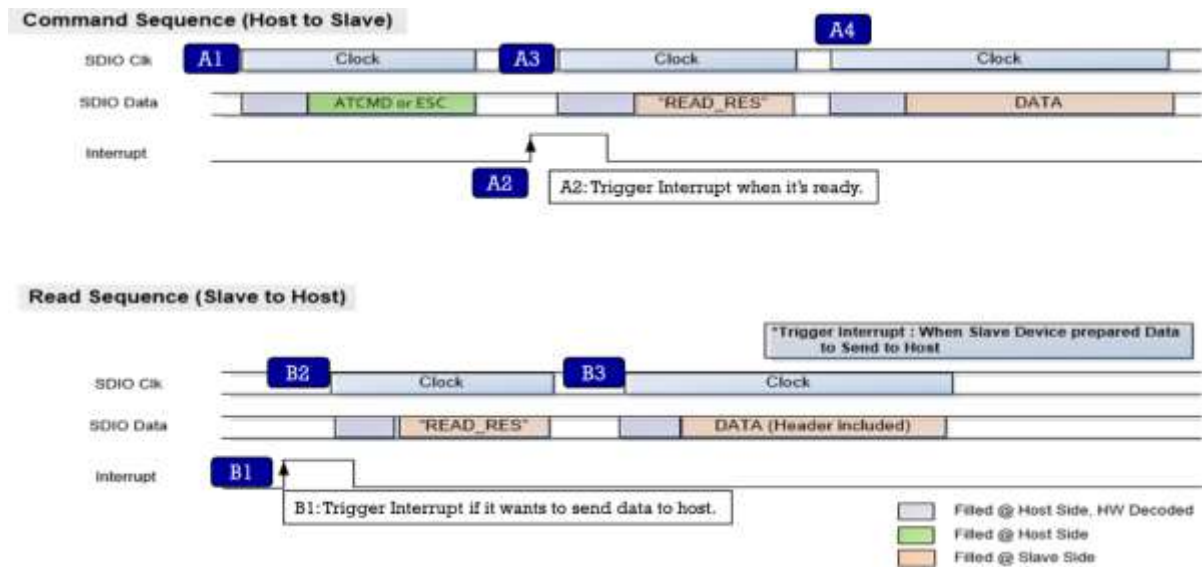 Command Sequence (Host to Slave)
A4
SDIO Clk A1 Clock A3 Clock Clock
SDIO Data ATCMD or ESC "READ_RES" DATA
Interrupt
A2 A2: Trigger Interrupt when it's ready.
Read Sequence (Slave to Host)
*Trigger Interrupt : When Slave Device prepared Data
to Send to Host
SDIO Clk B2 Clock B3 Clock
SDIO Data "READ_RES" DATA (Header included)
Interrupt B1
B1: Trigger Interrupt if it wants to send data to host.
Filled @ Host Side, HW Decoded
Filled @ Host Side
Filled @ Slave Side